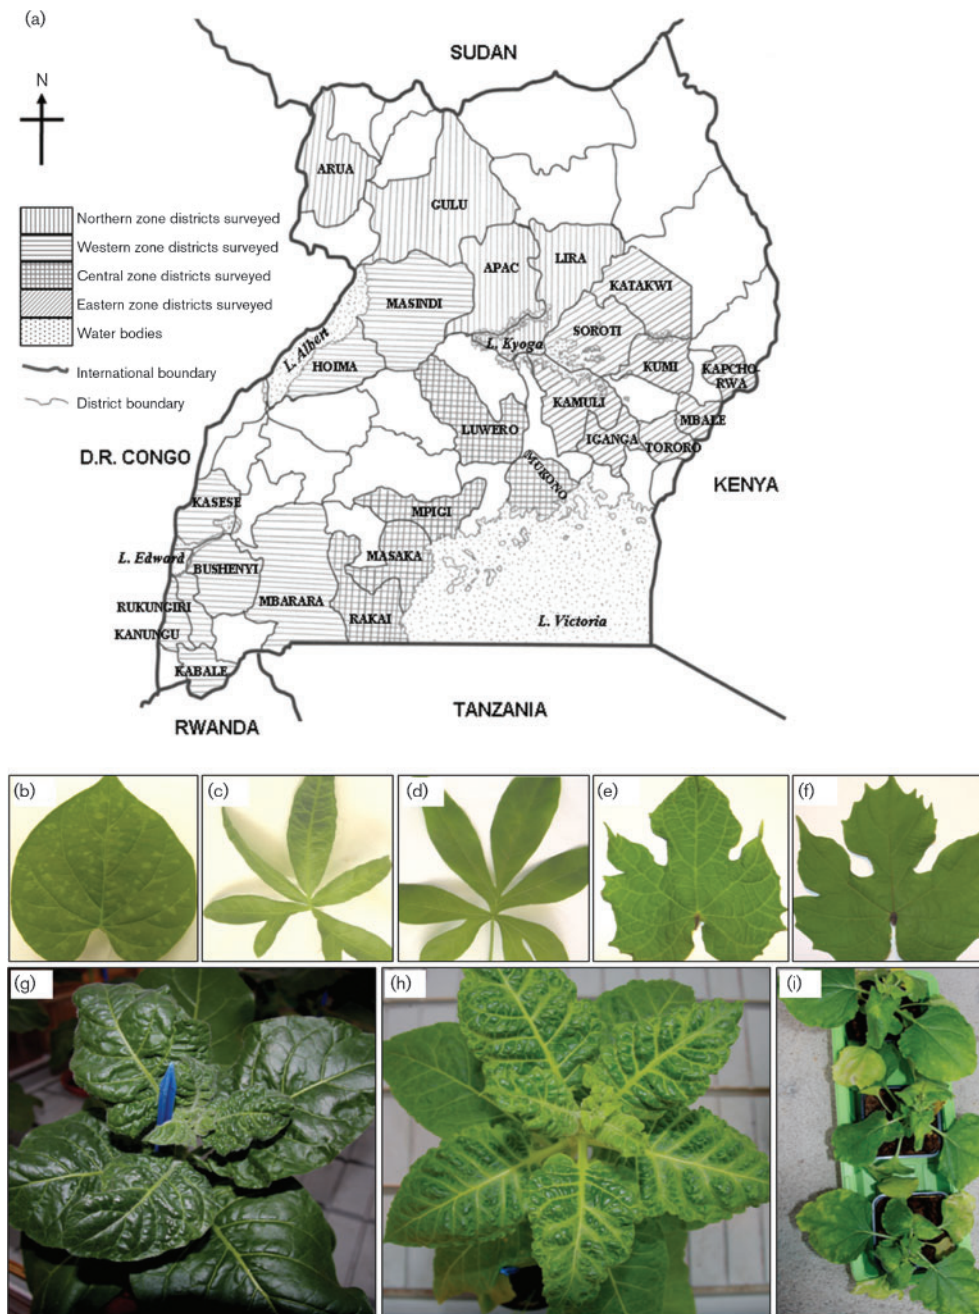 (a)
SUDAN
N
ARUA
GULU
Northern zone districts surveyed
Western zone districts surveyed
Central zone districts surveyed
Eastern zone districts surveyed
Water bodies
International boundary
District boundary
APAC
LIRA
KATAKWI
MASINDI
SOROTI
L. Albert
L. Kyoga
HOIMA
KUMI
KAPCHO-
RWA
KAMULI
MBALE
LUWERO
IGANGA
TORORO
D.R. CONGO
MUKONO
KENYA
KASESE
MPIGI
L. Edward
MASAKA
BUSHENYI
RUKUNGIRI
MBARARA
RAKAI
L. Victoria
KANUNGU
KABALE
RWANDA
TANZANIA
(b)
(c)
(d)
(e)
(f)
(g)
(h)
(i)